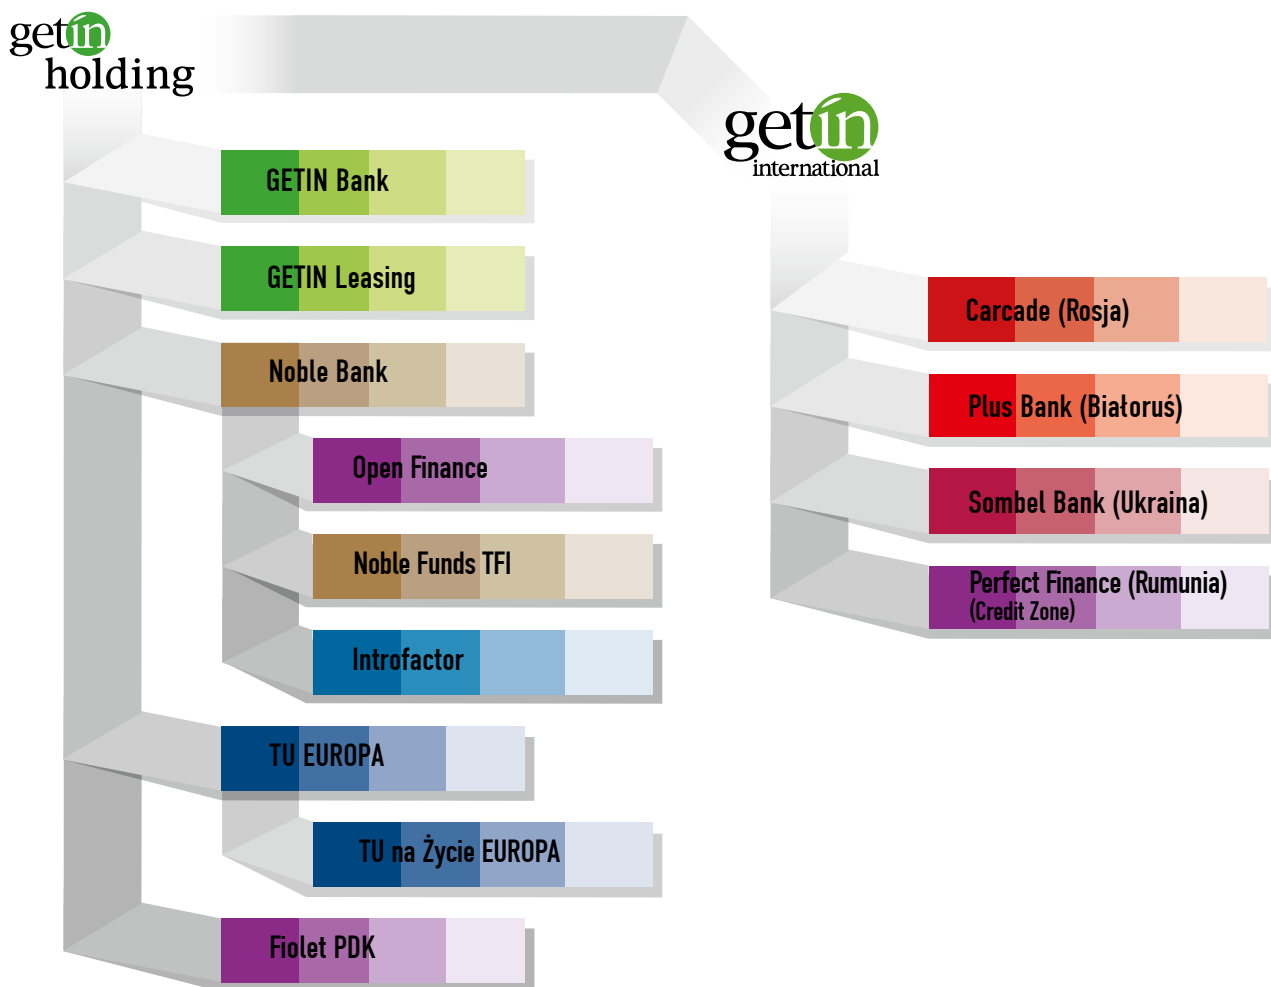 getin
holding
GETIN Bank
GETIN Leasing
Noble Bank
Open Finance
Noble Funds TFI
Introfactor
TU EUROPA
TU na Życie EUROPA
Fiolet PDK
getin
international
Carcade (Rosja)
Plus Bank (Białoruś)
Sombel Bank (Ukraina)
Perfect Finance (Rumunia)
(Credit Zone)